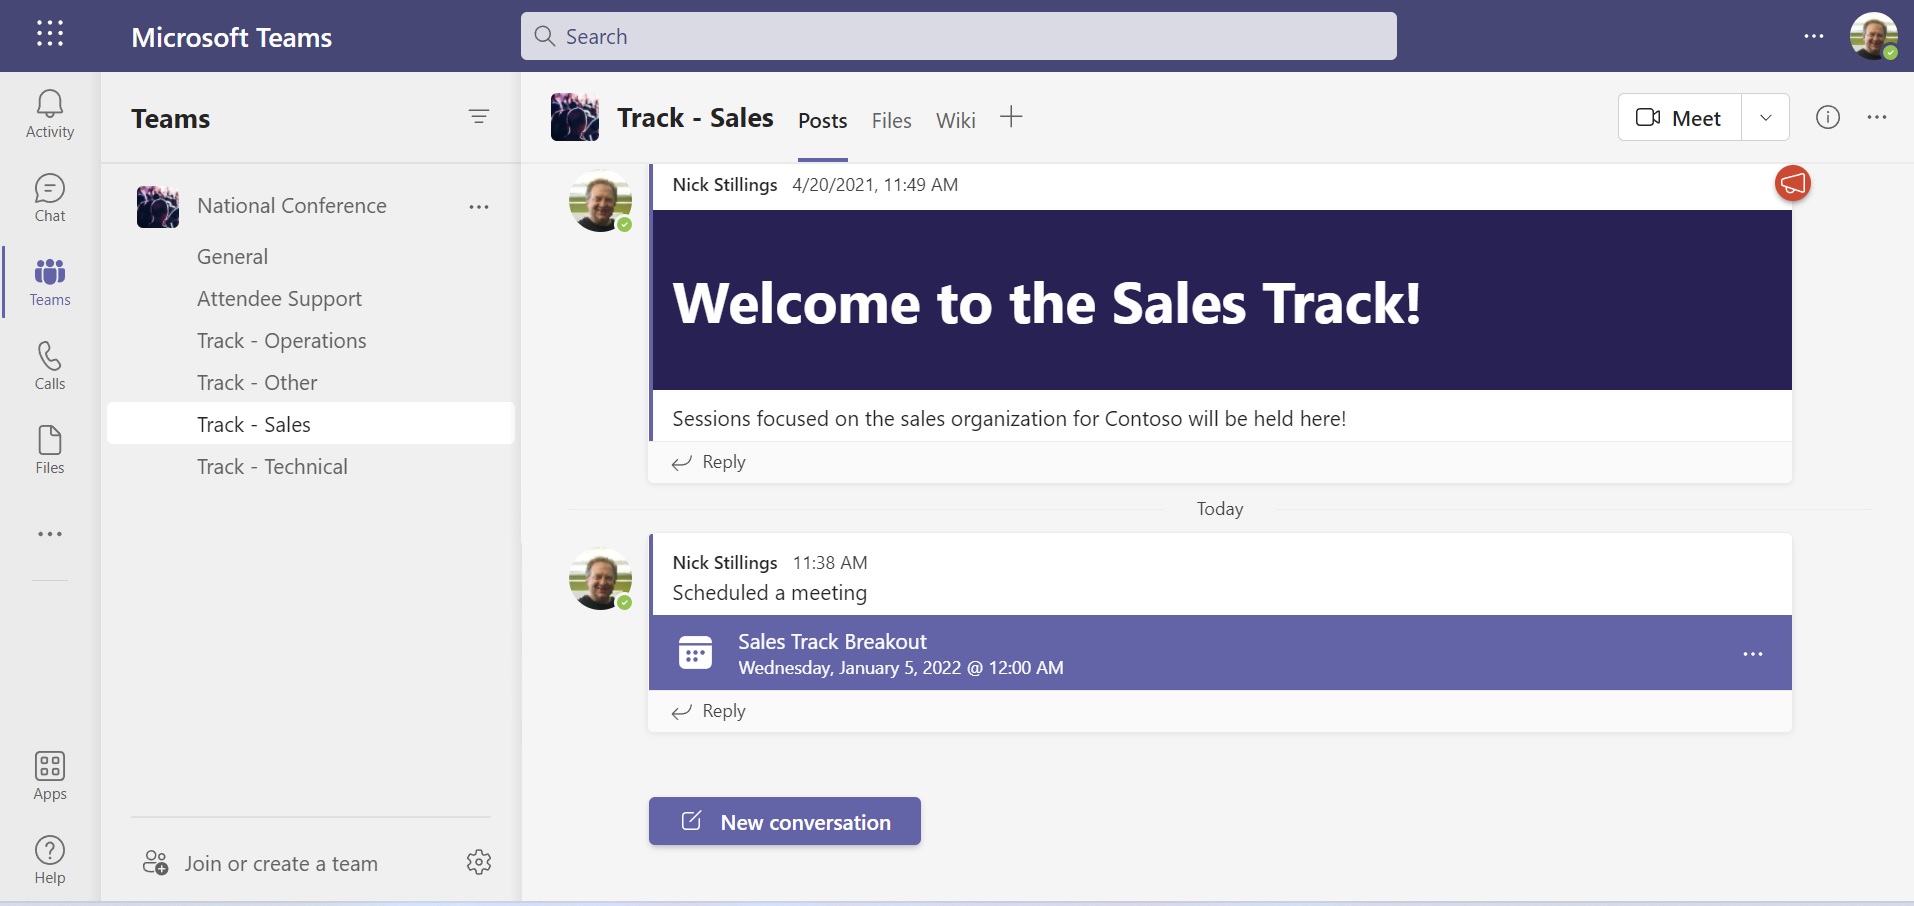 Microsoft Teams
Search
Activity
Chat
Teams
Calls
Files
Apps
Help
Teams
National Conference
General
Attendee Support
Track - Operations
Track - Other
Track - Sales
Track - Technical
Join or create a team
Track - Sales
Posts
Files
Wiki
Meet
Nick Stillings 4/20/2021, 11:49 AM
Welcome to the Sales Track!
Sessions focused on the sales organization for Contoso will be held here!
Reply
Today
Nick Stillings 11:38 AM
Scheduled a meeting
Sales Track Breakout
Wednesday, January 5, 2022 @ 12:00 AM
Reply
New conversation